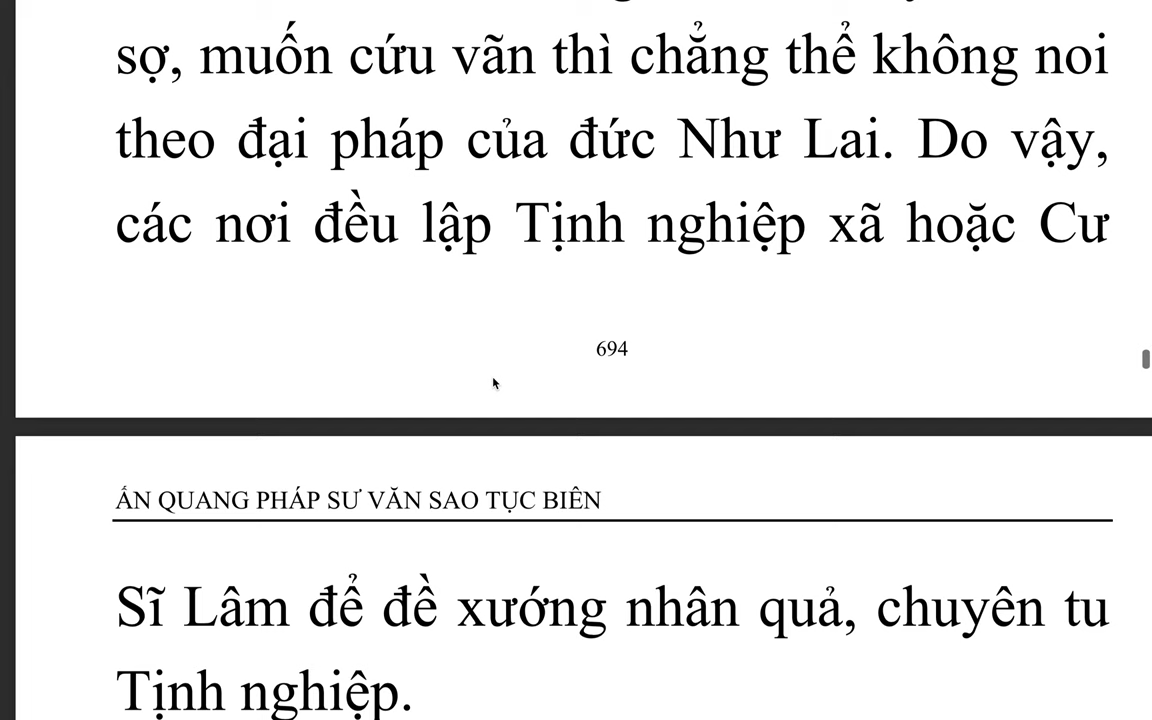 sợ, muốn cứu vãn thì chẳng thể không noi
theo đại pháp của đức Như Lai. Do vậy,
các nơi đều lập Tịnh nghiệp xã hoặc Cư
694
ẤN QUANG PHÁP SƯ VĂN SAO TỤC BIÊN
Sĩ Lâm để đề xướng nhân quả, chuyên tu
Tịnh nghiệp.